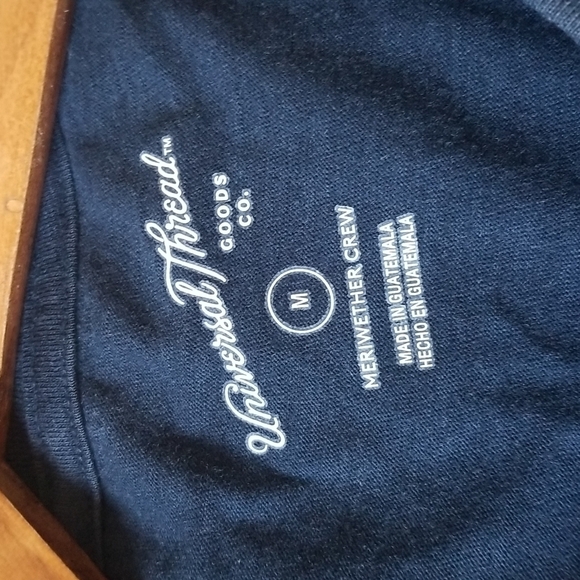 Universal Thread™
GOODS
CO.
M
MERIWETHER CREW
MADE IN GUATEMALA
HECHO EN GUATEMALA